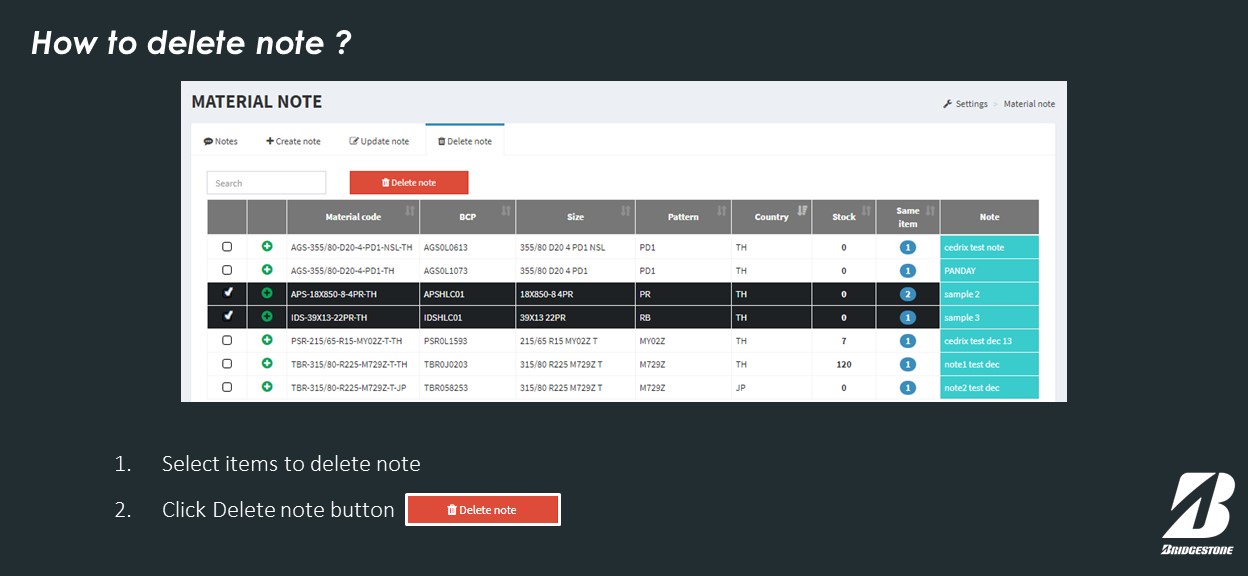 How to delete note ?
MATERIAL NOTE
Settings > Material note
Notes Create note Update note Delete note
Search Delete note
Material code BCP Size Pattern Country Stock Same item Note
AGS-355/80-D20-4-PD1-NSL-TH AGS0L0613 355/80 D20 4 PD1 NSL PD1 TH 0 1 cedrix test note
AGS-355/80-D20-4-PD1-TH AGS0L1073 355/80 D20 4 PD1 PD1 TH 0 1 PANDAY
APS-18X850-8-4PR-TH APSHLC01 18X850-8 4PR PR TH 0 2 sample 2
IDS-39X13-22PR-TH IDSHLC01 39X13 22PR RB TH 0 1 sample 3
PSR-215/65-R15-MY02Z-T-TH PSR0L1593 215/65 R15 MY02Z T MY02Z TH 7 1 cedrix test dec 13
TBR-315/80-R225-M729Z-T-TH TBR0J0203 315/80 R225 M729Z T M729Z TH 120 1 note1 test dec
TBR-315/80-R225-M729Z-T-JP TBR058253 315/80 R225 M729Z T M729Z JP 0 1 note2 test dec
1. Select items to delete note
2. Click Delete note button Delete note
BRIDGESTONE